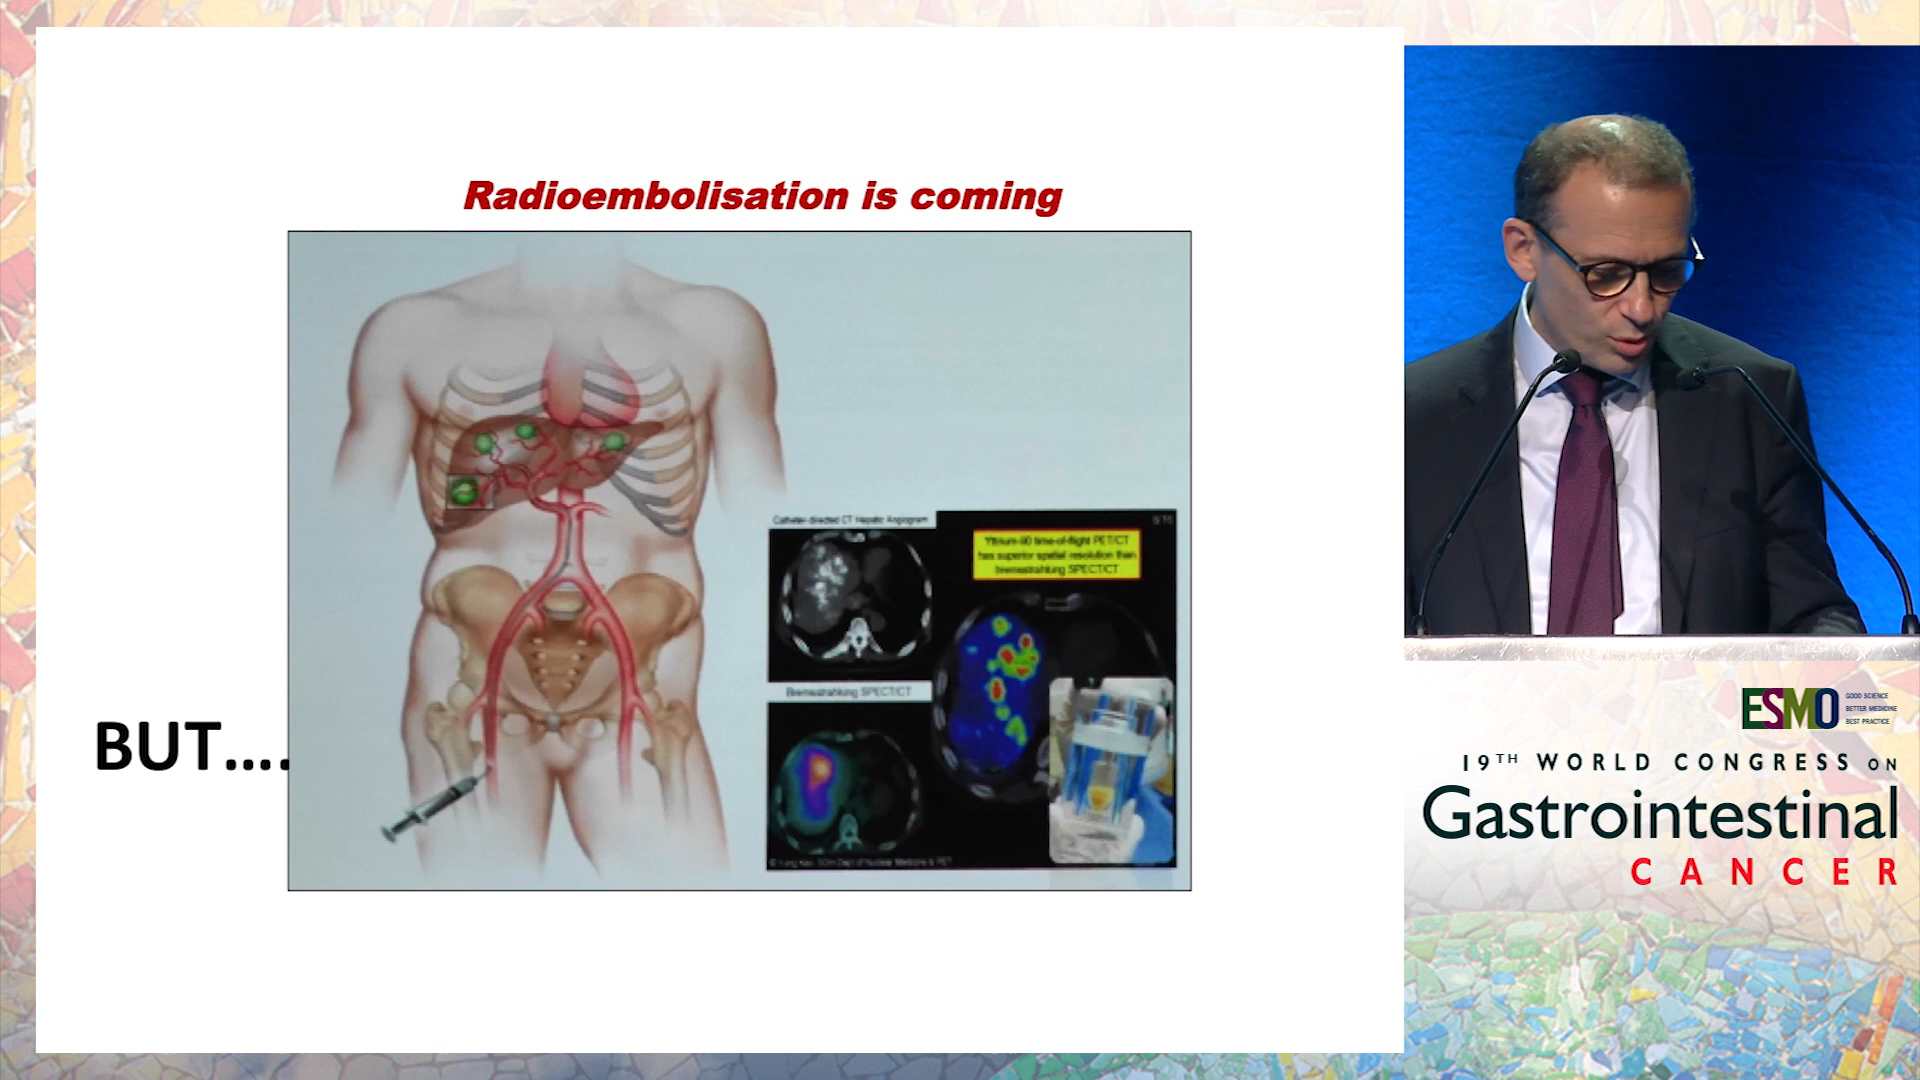 Radioembolisation is coming
BUT....
Catheter-directed CT Hepatic Angiogram
Yttrium-90 time-of-flight PET/CT
has superior spatial resolution than
bremsstrahlung SPECT/CT
Bremsstrahlung SPECT/CT
ESMO
GOOD SCIENCE
BETTER MEDICINE
BEST PRACTICE
19TH WORLD CONGRESS ON
Gastrointestinal
CANCER